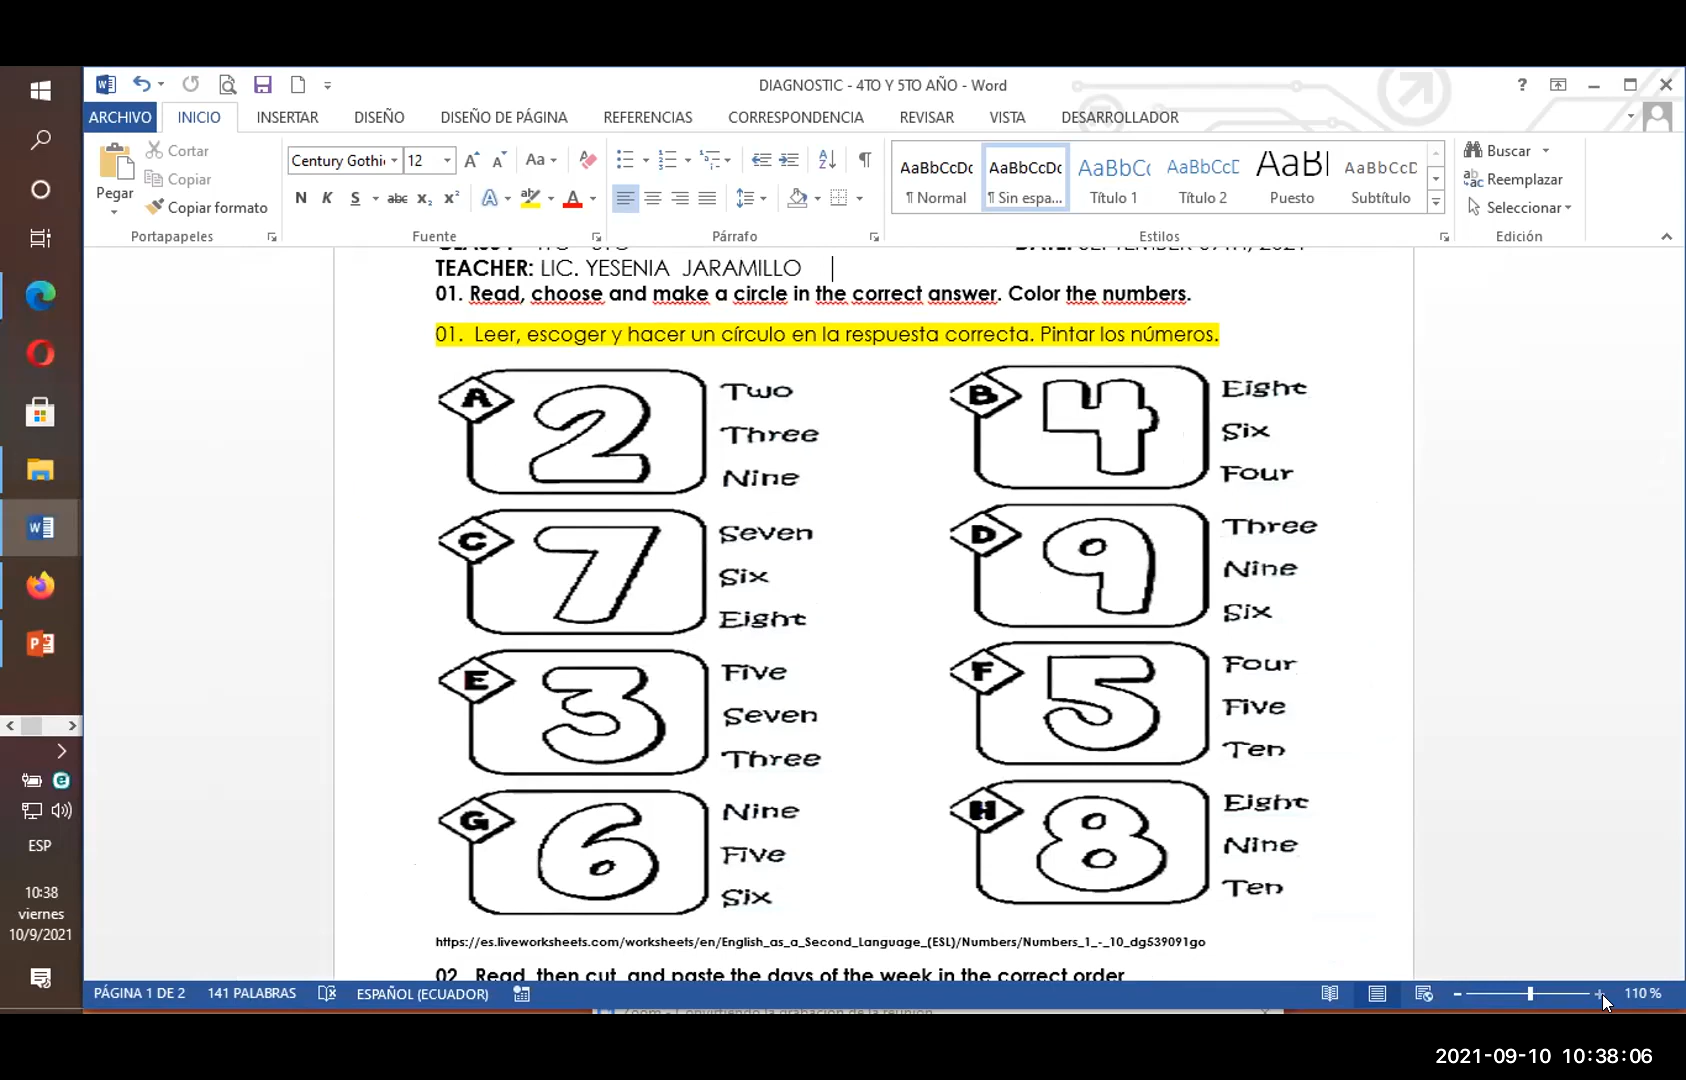 DIAGNOSTIC - 4TO Y 5TO AÑO - Word
ARCHIVO INICIO INSERTAR DISEÑO DISEÑO DE PÁGINA REFERENCIAS CORRESPONDENCIA REVISAR VISTA DESARROLLADOR
Pegar
Cortar
Copiar
Copiar formato
Portapapeles
Century Gothi 12
N K S abc x₂ x²
Fuente
Párrafo
AaBbCcDc AaBbCcDc AaBbC AaBbCcD AaB AaBbCcD
¶ Normal ¶ Sin espa... Título 1 Título 2 Puesto Subtítulo
Estilos
Buscar
Reemplazar
Seleccionar
Edición
TEACHER: LIC. YESENIA JARAMILLO
01. Read, choose and make a circle in the correct answer. Color the numbers.
01. Leer, escoger y hacer un círculo en la respuesta correcta. Pintar los números.
A 2
Two
Three
Nine
B 4
Eight
Six
Four
C 7
Seven
Six
Eight
D 9
Three
Nine
Six
E 3
Five
Seven
Three
F 5
Four
Five
Ten
G 6
Nine
Five
Six
H 8
Eight
Nine
Ten
https://es.liveworksheets.com/worksheets/en/English_as_a_Second_Language_(ESL)/Numbers/Numbers_1_-_10_dg539091go
02. Read, then cut and paste the days of the week in the correct order
PÁGINA 1 DE 2 141 PALABRAS ESPAÑOL (ECUADOR) 110 %
ESP
10:38
viernes
10/9/2021
2021-09-10 10:38:06